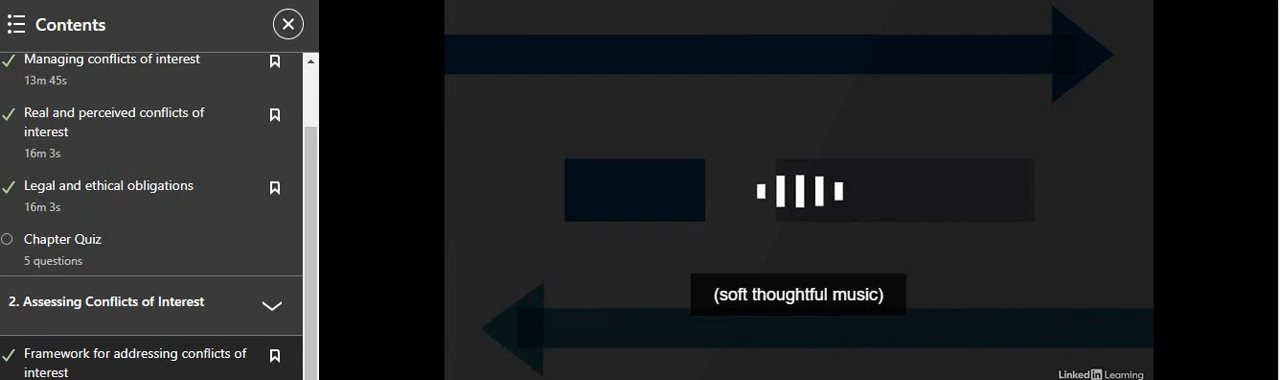 Contents
Managing conflicts of interest
13m 45s
Real and perceived conflicts of
interest
16m 3s
Legal and ethical obligations
16m 3s
Chapter Quiz
5 questions
2. Assessing Conflicts of Interest
Framework for addressing conflicts of
interest
(soft thoughtful music)
LinkedIn Learning